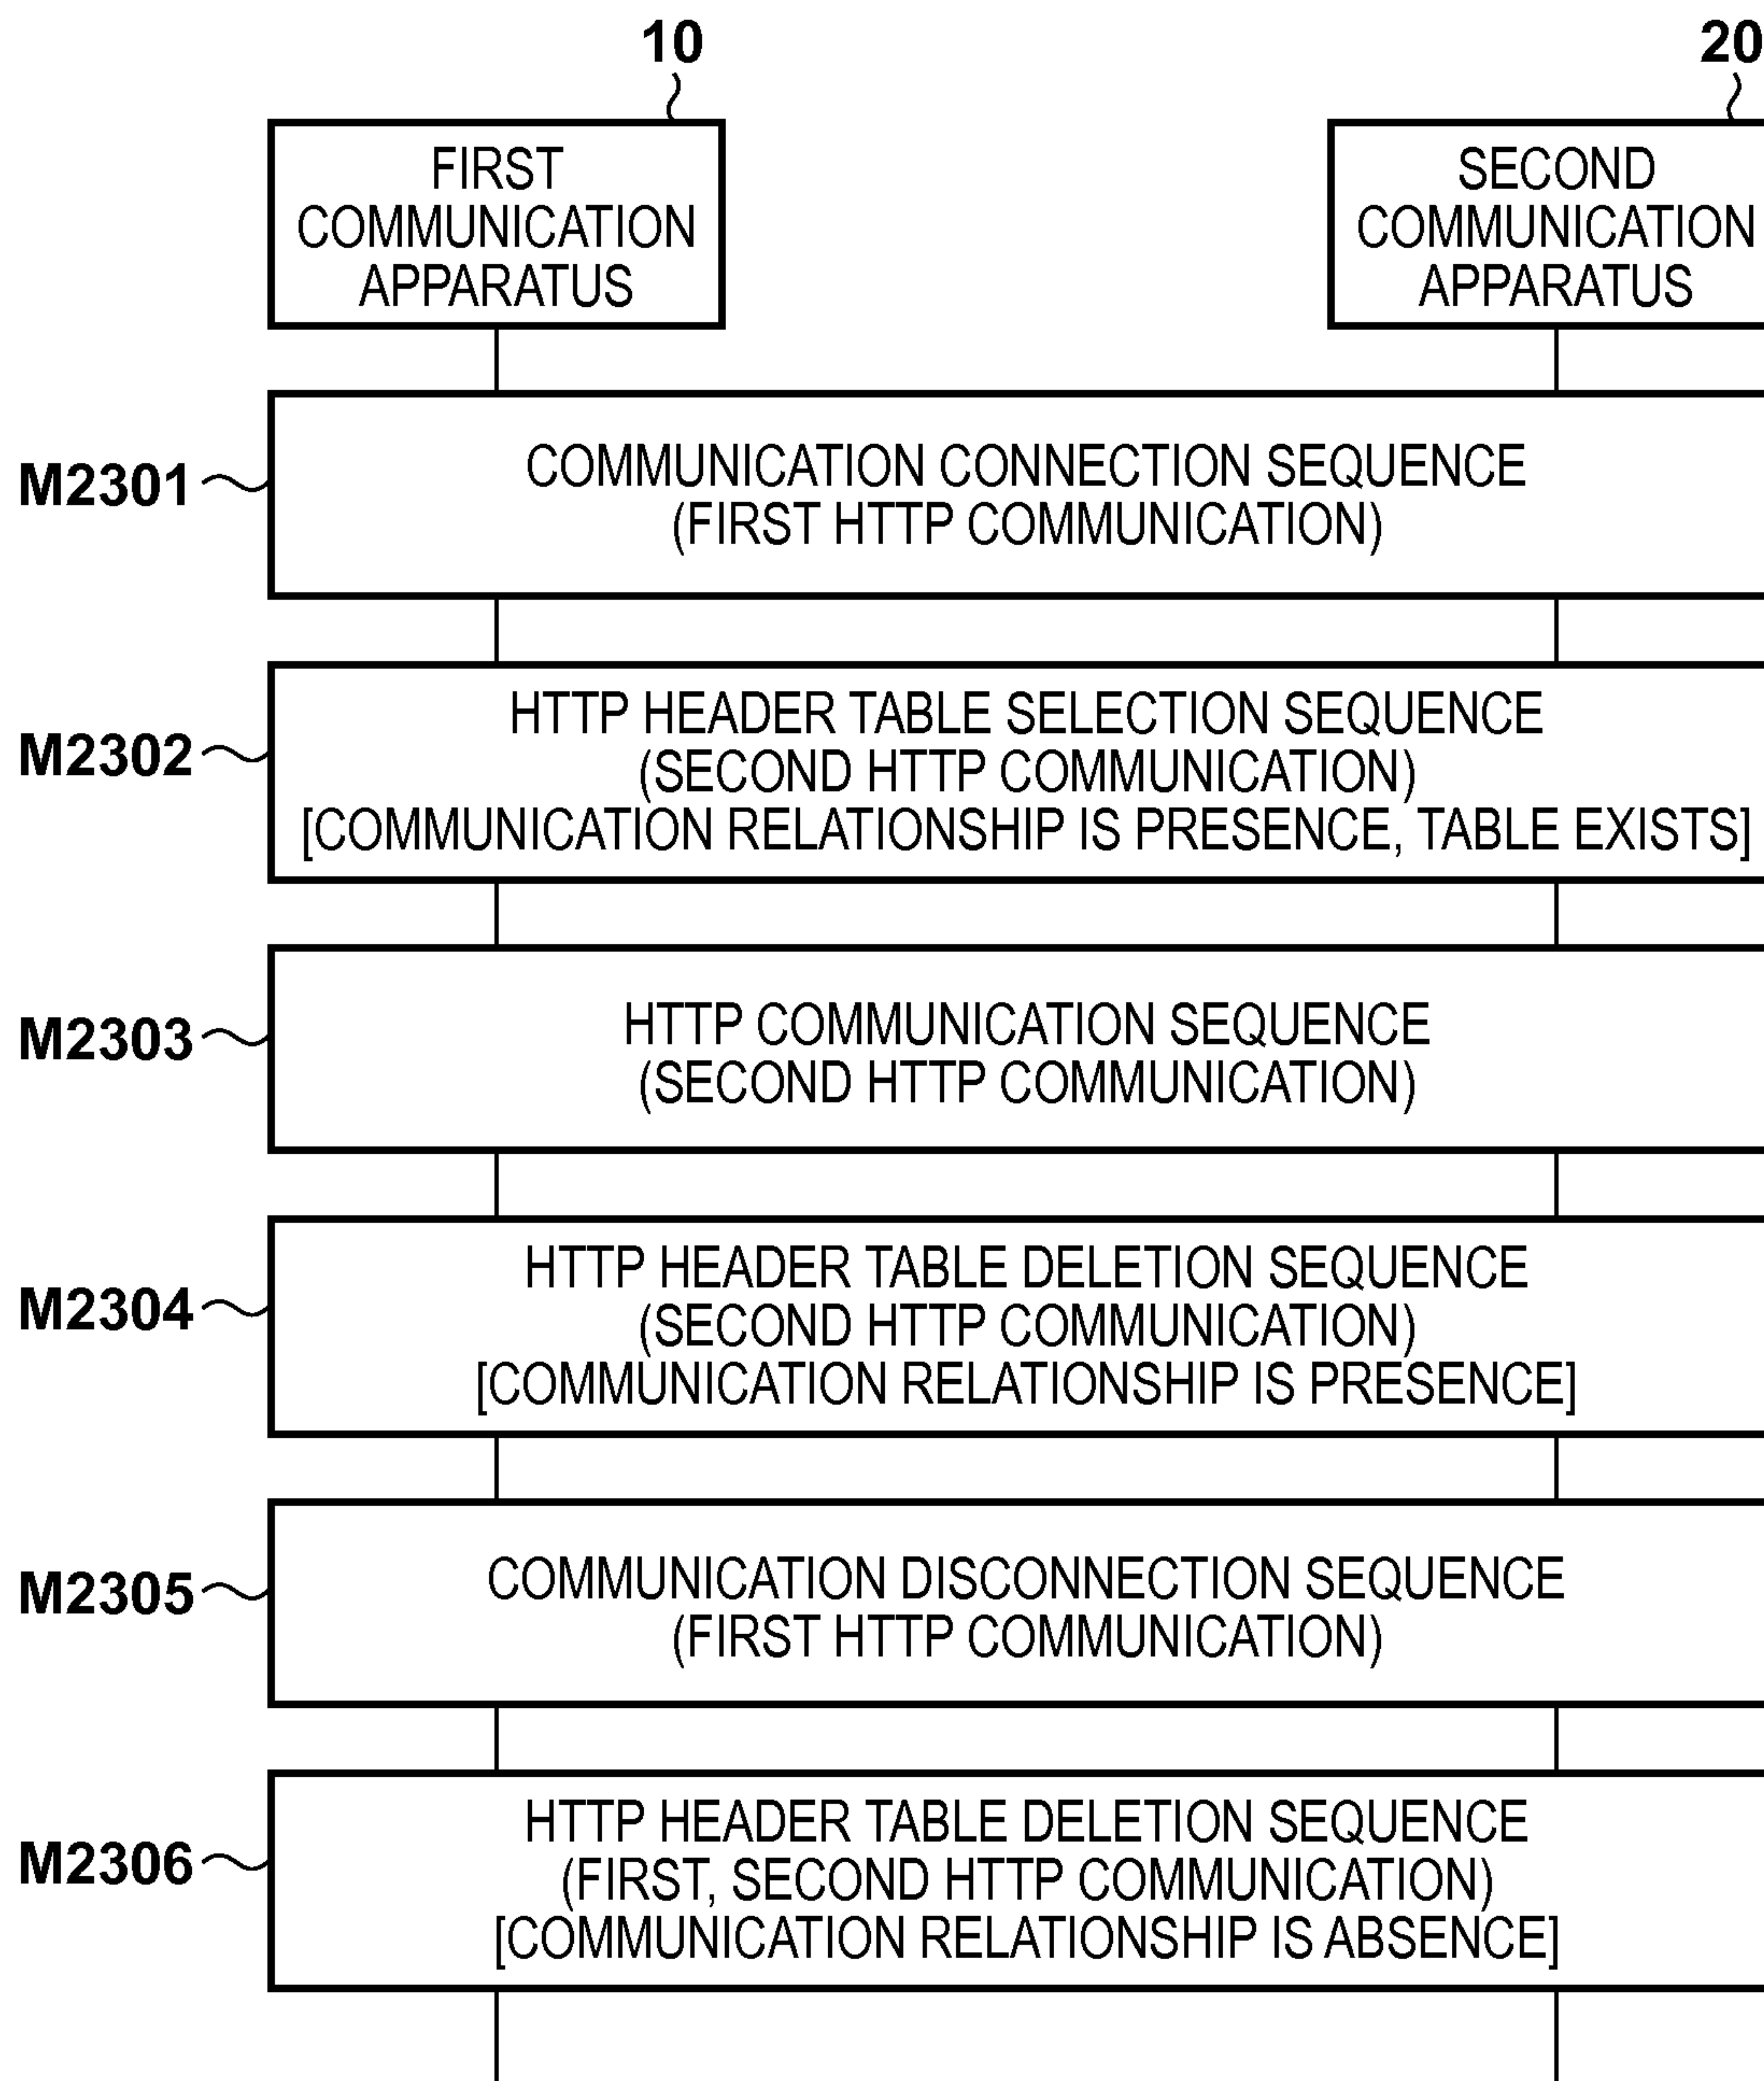 10
20
FIRST
COMMUNICATION
APPARATUS
SECOND
COMMUNICATION
APPARATUS
M2301
COMMUNICATION CONNECTION SEQUENCE
(FIRST HTTP COMMUNICATION)
M2302
HTTP HEADER TABLE SELECTION SEQUENCE
(SECOND HTTP COMMUNICATION)
[COMMUNICATION RELATIONSHIP IS PRESENCE, TABLE EXISTS]
M2303
HTTP COMMUNICATION SEQUENCE
(SECOND HTTP COMMUNICATION)
M2304
HTTP HEADER TABLE DELETION SEQUENCE
(SECOND HTTP COMMUNICATION)
[COMMUNICATION RELATIONSHIP IS PRESENCE]
M2305
COMMUNICATION DISCONNECTION SEQUENCE
(FIRST HTTP COMMUNICATION)
M2306
HTTP HEADER TABLE DELETION SEQUENCE
(FIRST, SECOND HTTP COMMUNICATION)
[COMMUNICATION RELATIONSHIP IS ABSENCE]